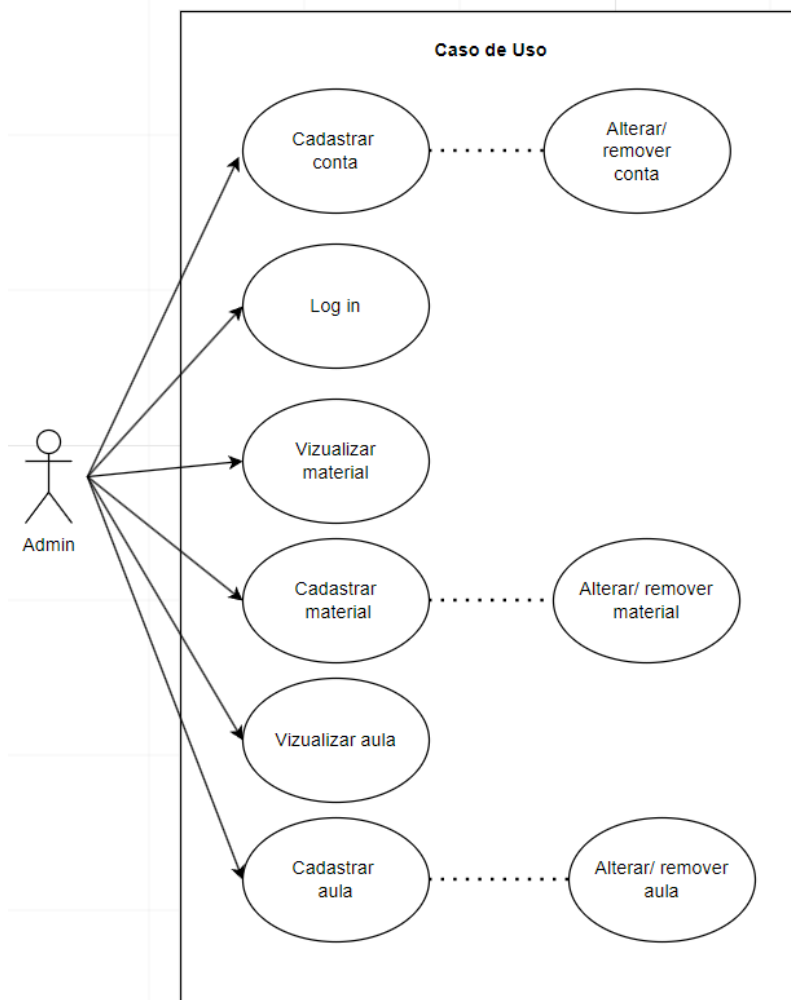 Caso de Uso
Cadastrar
conta
Alterar/
remover
conta
Log in
Vizualizar
material
Admin
Cadastrar
material
Alterar/ remover
material
Vizualizar aula
Cadastrar
aula
Alterar/ remover
aula